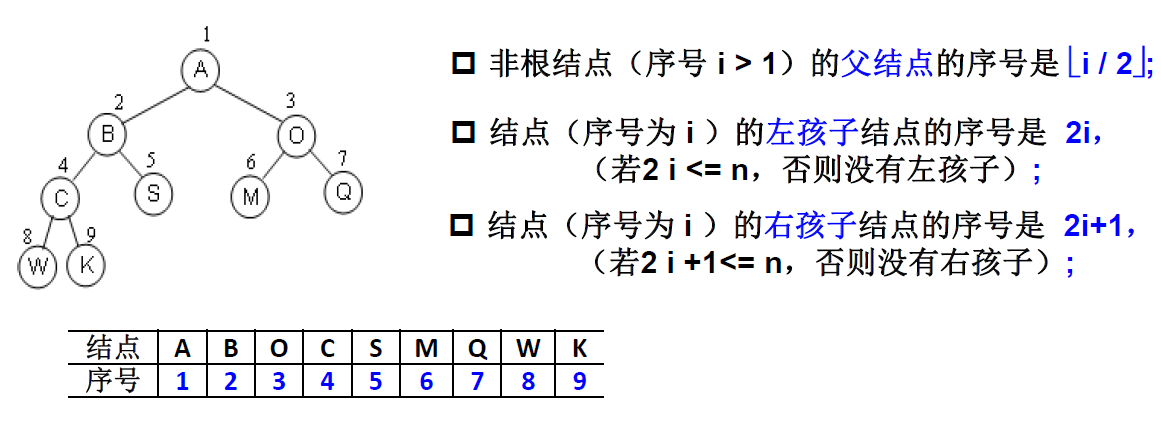 1
A
2
3
B
O
4
5
6
7
C
S
M
Q
8
9
W
K
非根结点（序号 i > 1）的父结点的序号是⌊i / 2⌋;
结点（序号为 i ）的左孩子结点的序号是 2i，
（若2 i <= n，否则没有左孩子）;
结点（序号为 i ）的右孩子结点的序号是 2i+1，
（若2 i +1<= n，否则没有右孩子）;
结点 A B O C S M Q W K
序号 1 2 3 4 5 6 7 8 9